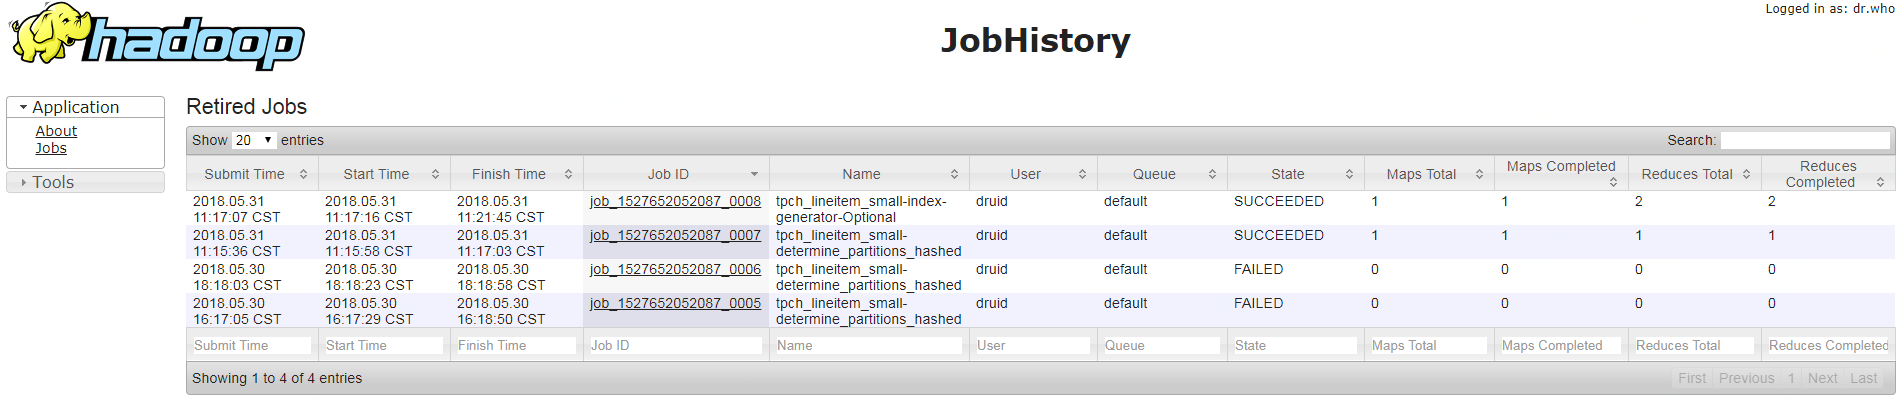 Logged in as: dr.who
hadoop
JobHistory
Application
About
Jobs
Tools
Retired Jobs
Show 20 entries
Search:
Submit Time Start Time Finish Time Job ID Name User Queue State Maps Total Maps Completed Reduces Total Reduces Completed
2018.05.31 2018.05.31 2018.05.31 job_1527652052087_0008 tpch_lineitem_small-index- druid default SUCCEEDED 1 1 2 2
11:17:07 CST 11:17:16 CST 11:21:45 CST generator-Optional
2018.05.31 2018.05.31 2018.05.31 job_1527652052087_0007 tpch_lineitem_small- druid default SUCCEEDED 1 1 1 1
11:15:36 CST 11:15:58 CST 11:17:03 CST determine_partitions_hashed
2018.05.30 2018.05.30 2018.05.30 job_1527652052087_0006 tpch_lineitem_small- druid default FAILED 0 0 0 0
18:18:03 CST 18:18:23 CST 18:18:58 CST determine_partitions_hashed
2018.05.30 2018.05.30 2018.05.30 job_1527652052087_0005 tpch_lineitem_small- druid default FAILED 0 0 0 0
16:17:05 CST 16:17:29 CST 16:18:50 CST determine_partitions_hashed
Submit Time Start Time Finish Time Job ID Name User Queue State Maps Total Maps Completed Reduces Total Reduces Completed
Showing 1 to 4 of 4 entries
First Previous 1 Next Last